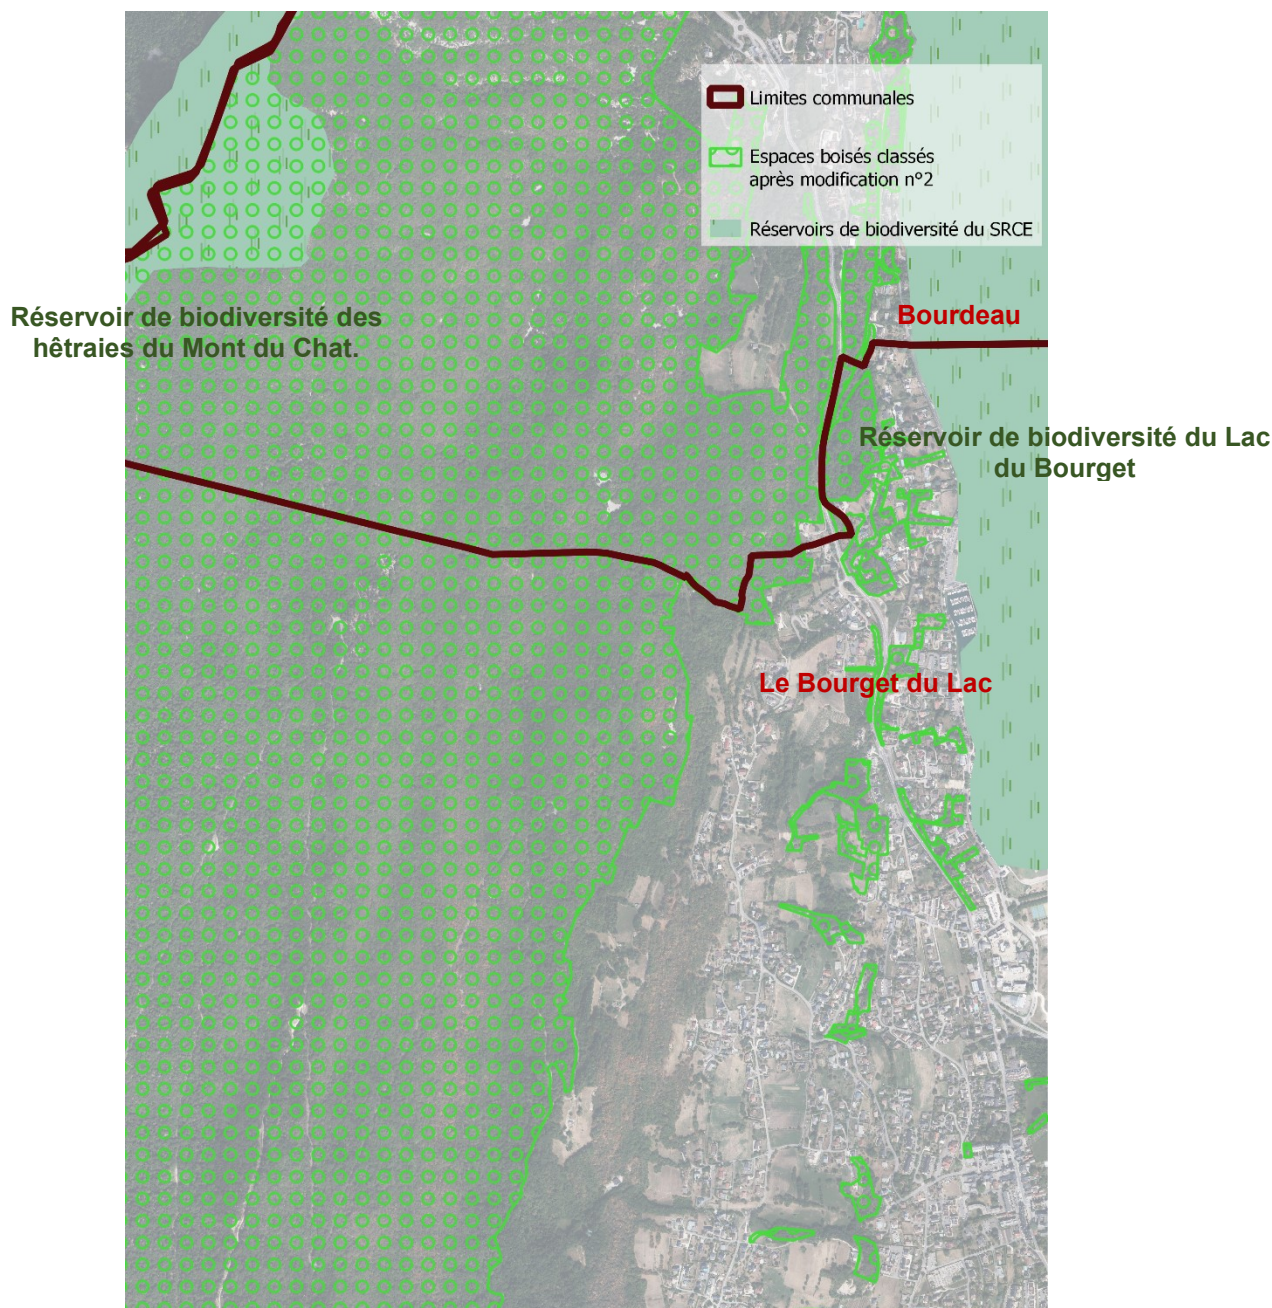 Limites communales
Espaces boisés classés
après modification n°2
Réservoirs de biodiversité du SRCE
Réservoir de biodiversité des
hêtraies du Mont du Chat.
Bourdeau
Réservoir de biodiversité du Lac
du Bourget
Le Bourget du Lac